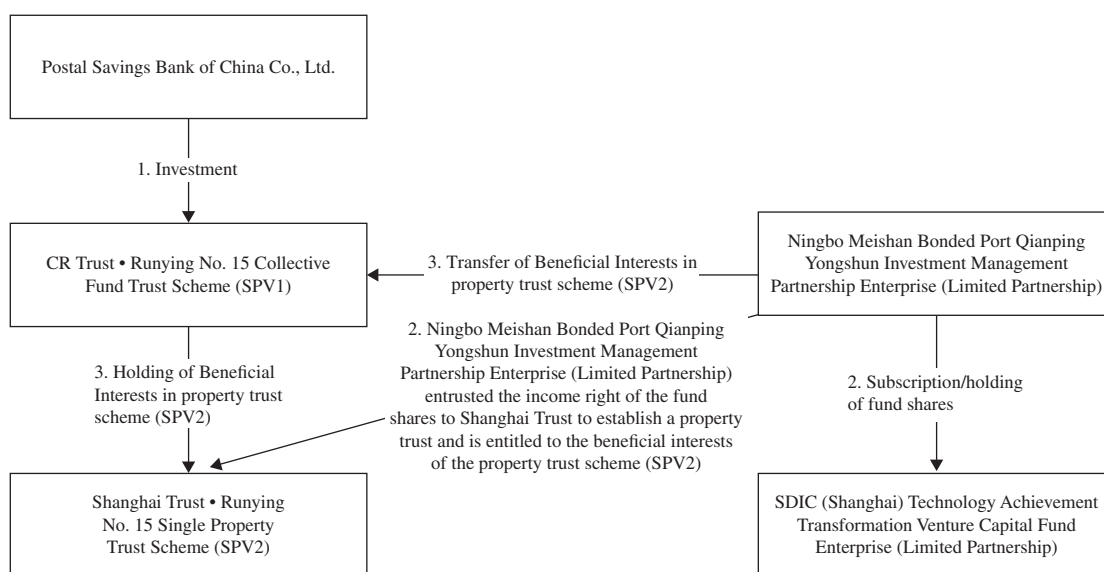 Postal Savings Bank of China Co., Ltd.
1. Investment
CR Trust • Runying No. 15 Collective
Fund Trust Scheme (SPV1)
3. Transfer of Beneficial Interests in
property trust scheme (SPV2)
Ningbo Meishan Bonded Port Qianping
Yongshun Investment Management
Partnership Enterprise (Limited Partnership)
3. Holding of Beneficial
Interests in property trust
scheme (SPV2)
2. Ningbo Meishan Bonded Port Qianping
Yongshun Investment Management
Partnership Enterprise (Limited Partnership)
entrusted the income right of the fund
shares to Shanghai Trust to establish a property
trust and is entitled to the beneficial interests
of the property trust scheme (SPV2)
2. Subscription/holding
of fund shares
Shanghai Trust • Runying
No. 15 Single Property
Trust Scheme (SPV2)
SDIC (Shanghai) Technology Achievement
Transformation Venture Capital Fund
Enterprise (Limited Partnership)